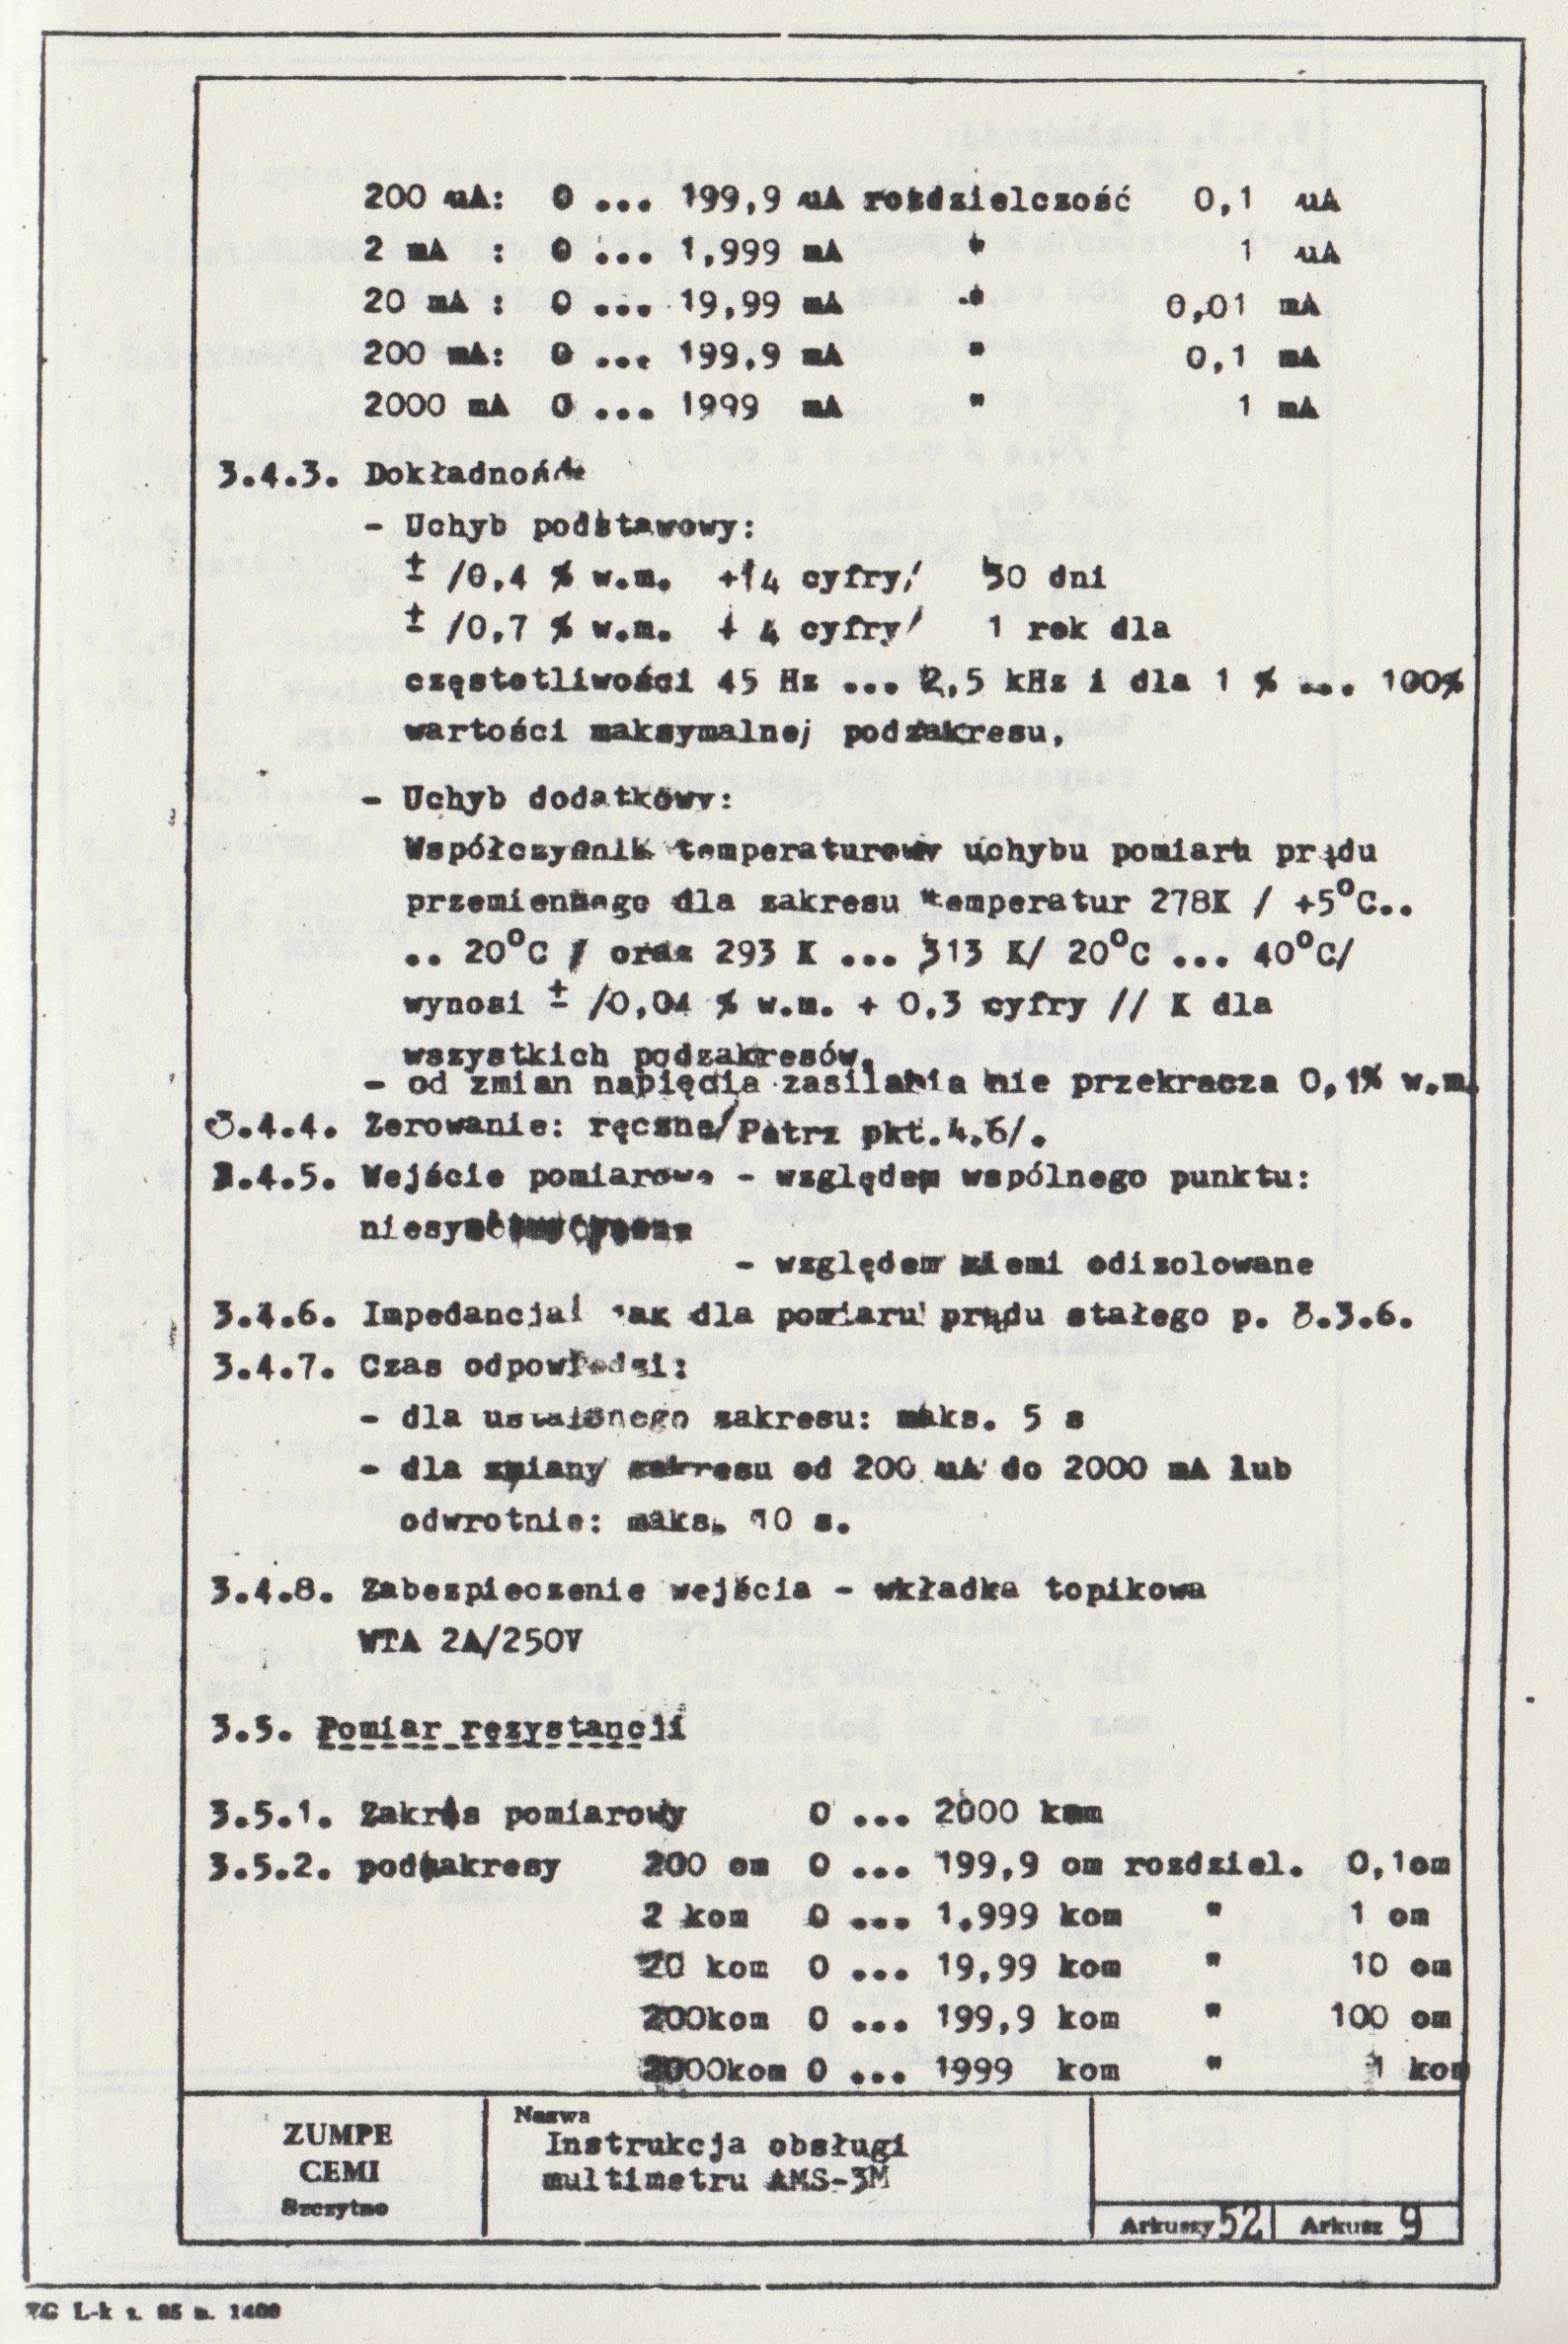 200 uA: 0 ... 199,9 uA rozdzielczość 0,1 uA
2 mA : 0 ... 1,999 mA " 1 uA
20 mA : 0 ... 19,99 mA " 0,01 mA
200 mA: 0 ... 199,9 mA " 0,1 mA
2000 mA 0 ... 1999 mA " 1 mA
3.4.3. Dokładność
- Uchyb podstawowy:
± /0,4 % w.m. + 4 cyfry/ 30 dni
± /0,7 % w.m. + 4 cyfry/ 1 rok dla
częstotliwości 45 Hz ... 2,5 kHz i dla 1 % ... 100%
wartości maksymalnej podzakresu,
- Uchyb dodatkowy:
Współczynnik temperaturowy uchybu pomiaru prądu
przemiennego dla zakresu temperatur 278K / +5°C..
.. 20°C / oraz 293 K ... 313 K/ 20°C ... 40°C/
wynosi ± /0,04 % w.m. + 0,3 cyfry // K dla
wszystkich podzakresów,
- od zmian napięcia zasilania nie przekracza 0,1% w.m.
3.4.4. Zerowanie: ręczne/Patrz pkt.4.6/.
3.4.5. Wejście pomiarowe - względem wspólnego punktu:
niesymetryczne
- względem ziemi odizolowane
3.4.6. Impedancja: jak dla pomiaru prądu stałego p. 3.3.6.
3.4.7. Czas odpowiedzi:
- dla ustalonego zakresu: maks. 5 s
- dla zmiany zakresu od 200 uA do 2000 mA lub
odwrotnie: maks. 10 s.
3.4.8. Zabezpieczenie wejścia - wkładka topikowa
WTA 2A/250V
3.5. Pomiar rezystancji
3.5.1. Zakres pomiarowy 0 ... 2000 kom
3.5.2. podzakresy 200 om 0 ... 199,9 om rozdziel. 0,1om
2 kom 0 ... 1,999 kom " 1 om
20 kom 0 ... 19,99 kom " 10 om
200kom 0 ... 199,9 kom " 100 om
2000kom 0 ... 1999 kom " 1 kom
ZUMPE
CEMI
Szczytno
Nazwa
Instrukcja obsługi
multimetru AMS-3M
Arkuszy 52 Arkusz 9
L-k z. 85 n. 1400